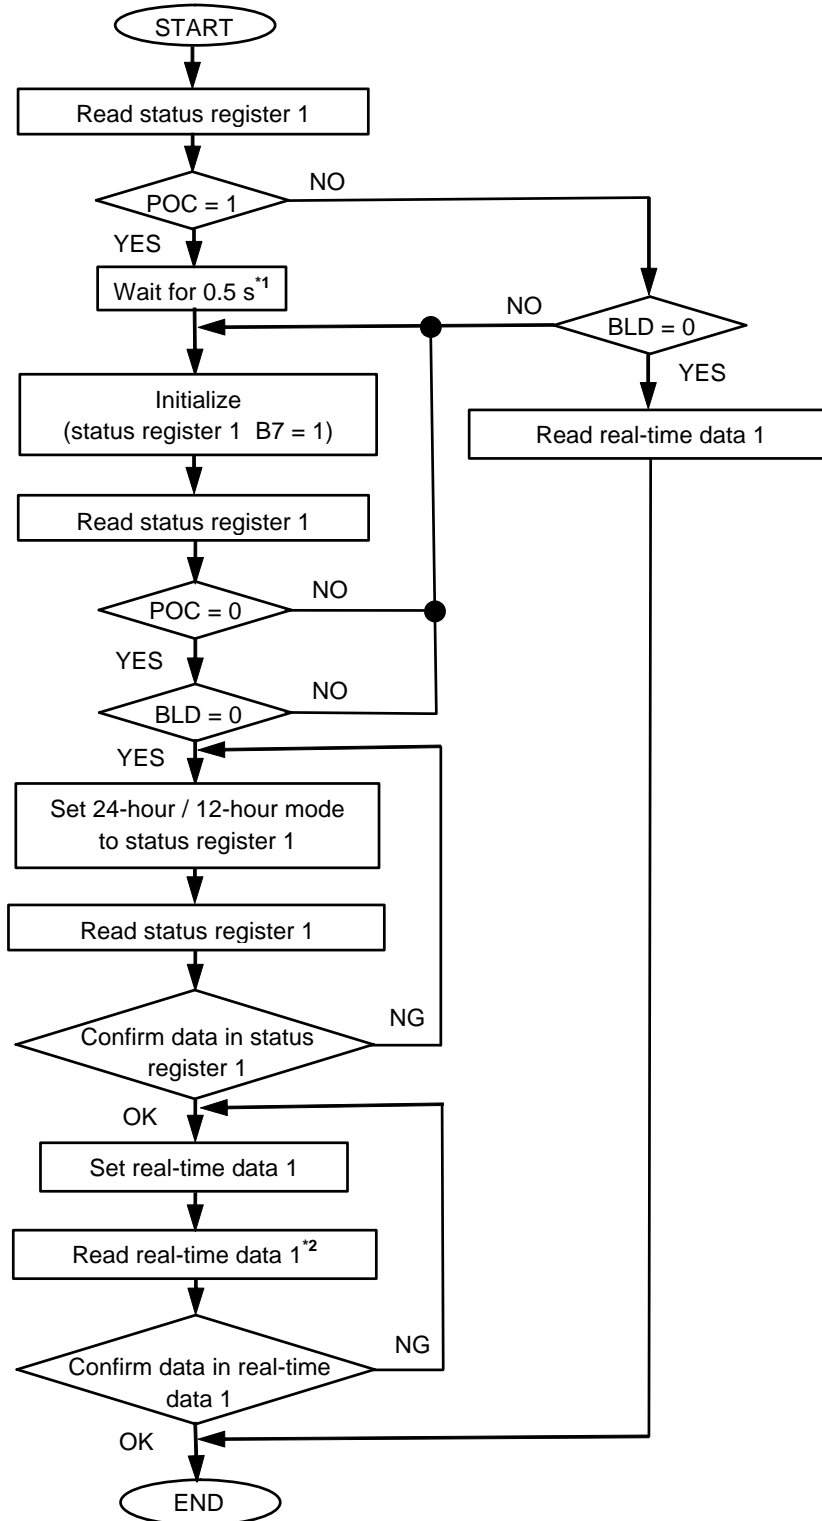 START
Read status register 1
POC = 1
NO
YES
Wait for 0.5 s*1
NO
BLD = 0
YES
Initialize
(status register 1  B7 = 1)
Read real-time data 1
Read status register 1
POC = 0
NO
YES
BLD = 0
NO
YES
Set 24-hour / 12-hour mode
to status register 1
Read status register 1
Confirm data in status
register 1
NG
OK
Set real-time data 1
Read real-time data 1*2
Confirm data in real-time
data 1
NG
OK
END